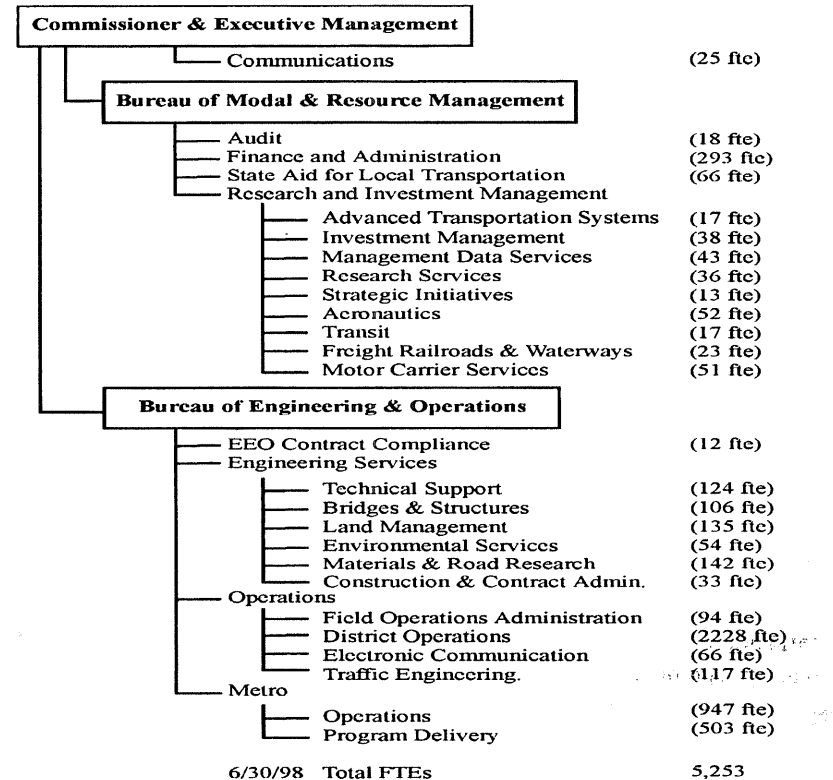 Commissioner & Executive Management
Communications (25 fte)
Bureau of Modal & Resource Management
Audit (18 fte)
Finance and Administration (293 fte)
State Aid for Local Transportation (66 fte)
Research and Investment Management
Advanced Transportation Systems (17 fte)
Investment Management (38 fte)
Management Data Services (43 fte)
Research Services (36 fte)
Strategic Initiatives (13 fte)
Aeronautics (52 fte)
Transit (17 fte)
Freight Railroads & Waterways (23 fte)
Motor Carrier Services (51 fte)
Bureau of Engineering & Operations
EEO Contract Compliance (12 fte)
Engineering Services
Technical Support (124 fte)
Bridges & Structures (106 fte)
Land Management (135 fte)
Environmental Services (54 fte)
Materials & Road Research (142 fte)
Construction & Contract Admin. (33 fte)
Operations
Field Operations Administration (94 fte)
District Operations (2228 fte)
Electronic Communication (66 fte)
Traffic Engineering. (117 fte)
Metro
Operations (947 fte)
Program Delivery (503 fte)
6/30/98 Total FTEs 5,253